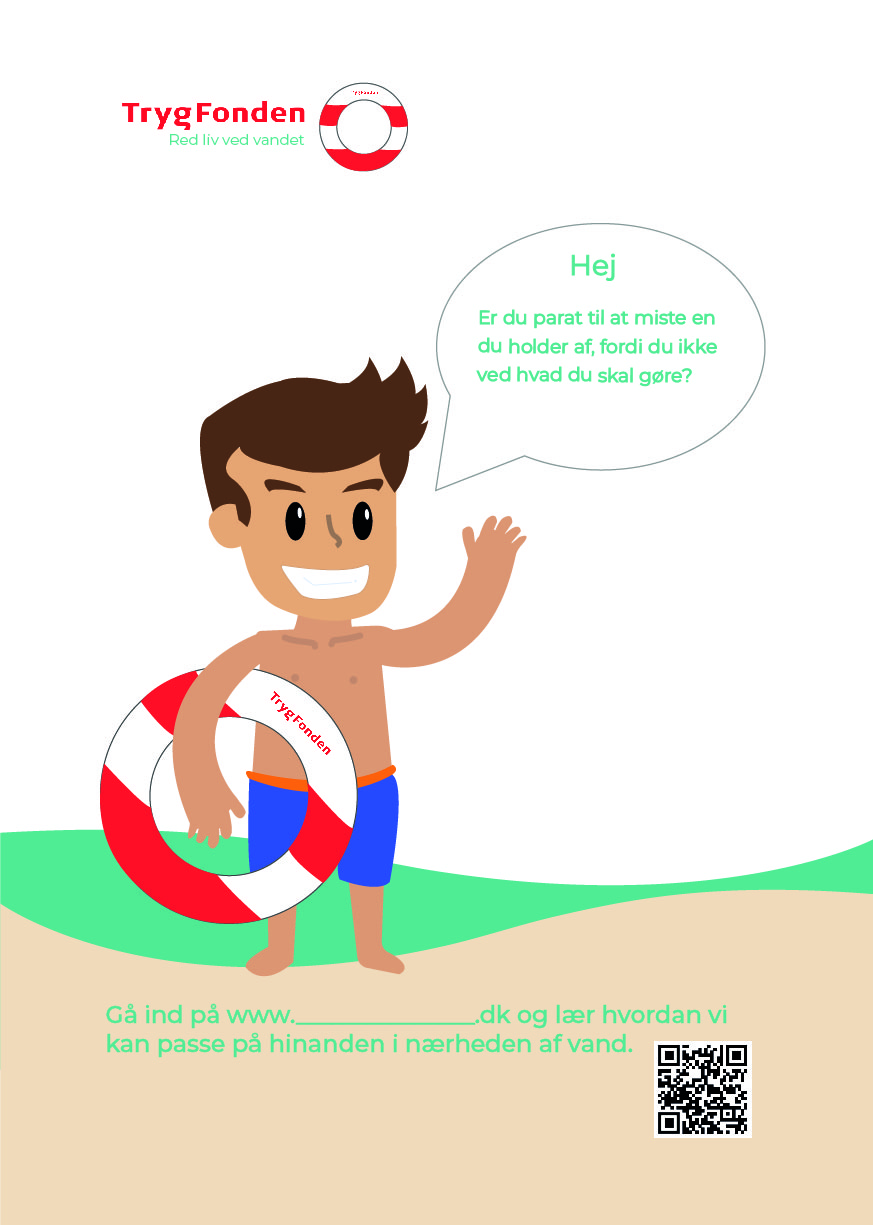 TrygFonden
Red liv ved vandet
TrygFonden
Hej
Er du parat til at miste en
du holder af, fordi du ikke
ved hvad du skal gøre?
TrygFonden
Gå ind på www._______________.dk og lær hvordan vi
kan passe på hinanden i nærheden af vand.